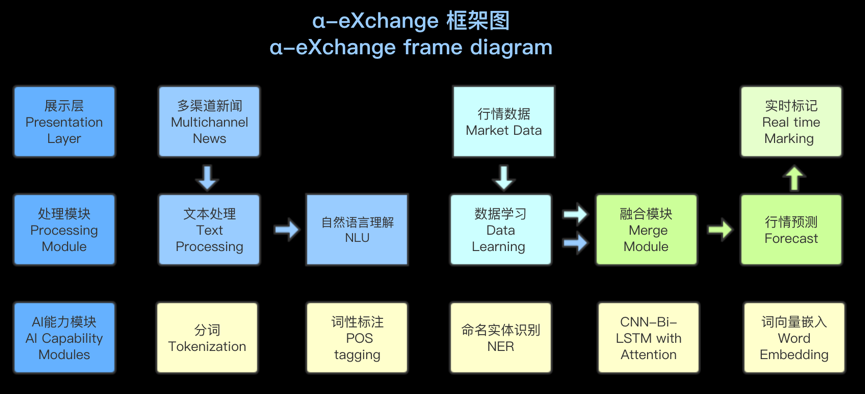 α-eXchange 框架图
α-eXchange frame diagram
展示层
Presentation
Layer
多渠道新闻
Multichannel
News
行情数据
Market Data
实时标记
Real time
Marking
处理模块
Processing
Module
文本处理
Text
Processing
自然语言理解
NLU
数据学习
Data
Learning
融合模块
Merge
Module
行情预测
Forecast
AI能力模块
AI Capability
Modules
分词
Tokenization
词性标注
POS
tagging
命名实体识别
NER
CNN-Bi-
LSTM with
Attention
词向量嵌入
Word
Embedding